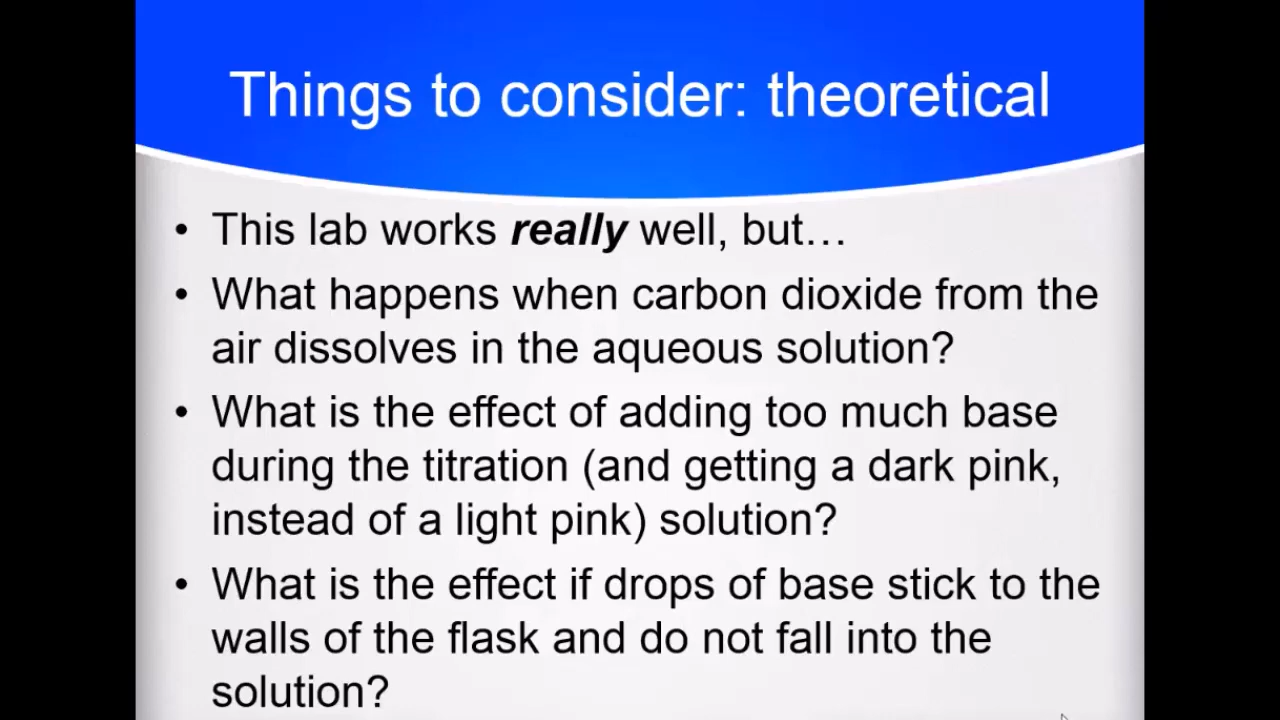 Things to consider: theoretical
• This lab works really well, but…
• What happens when carbon dioxide from the
air dissolves in the aqueous solution?
• What is the effect of adding too much base
during the titration (and getting a dark pink,
instead of a light pink) solution?
• What is the effect if drops of base stick to the
walls of the flask and do not fall into the
solution?